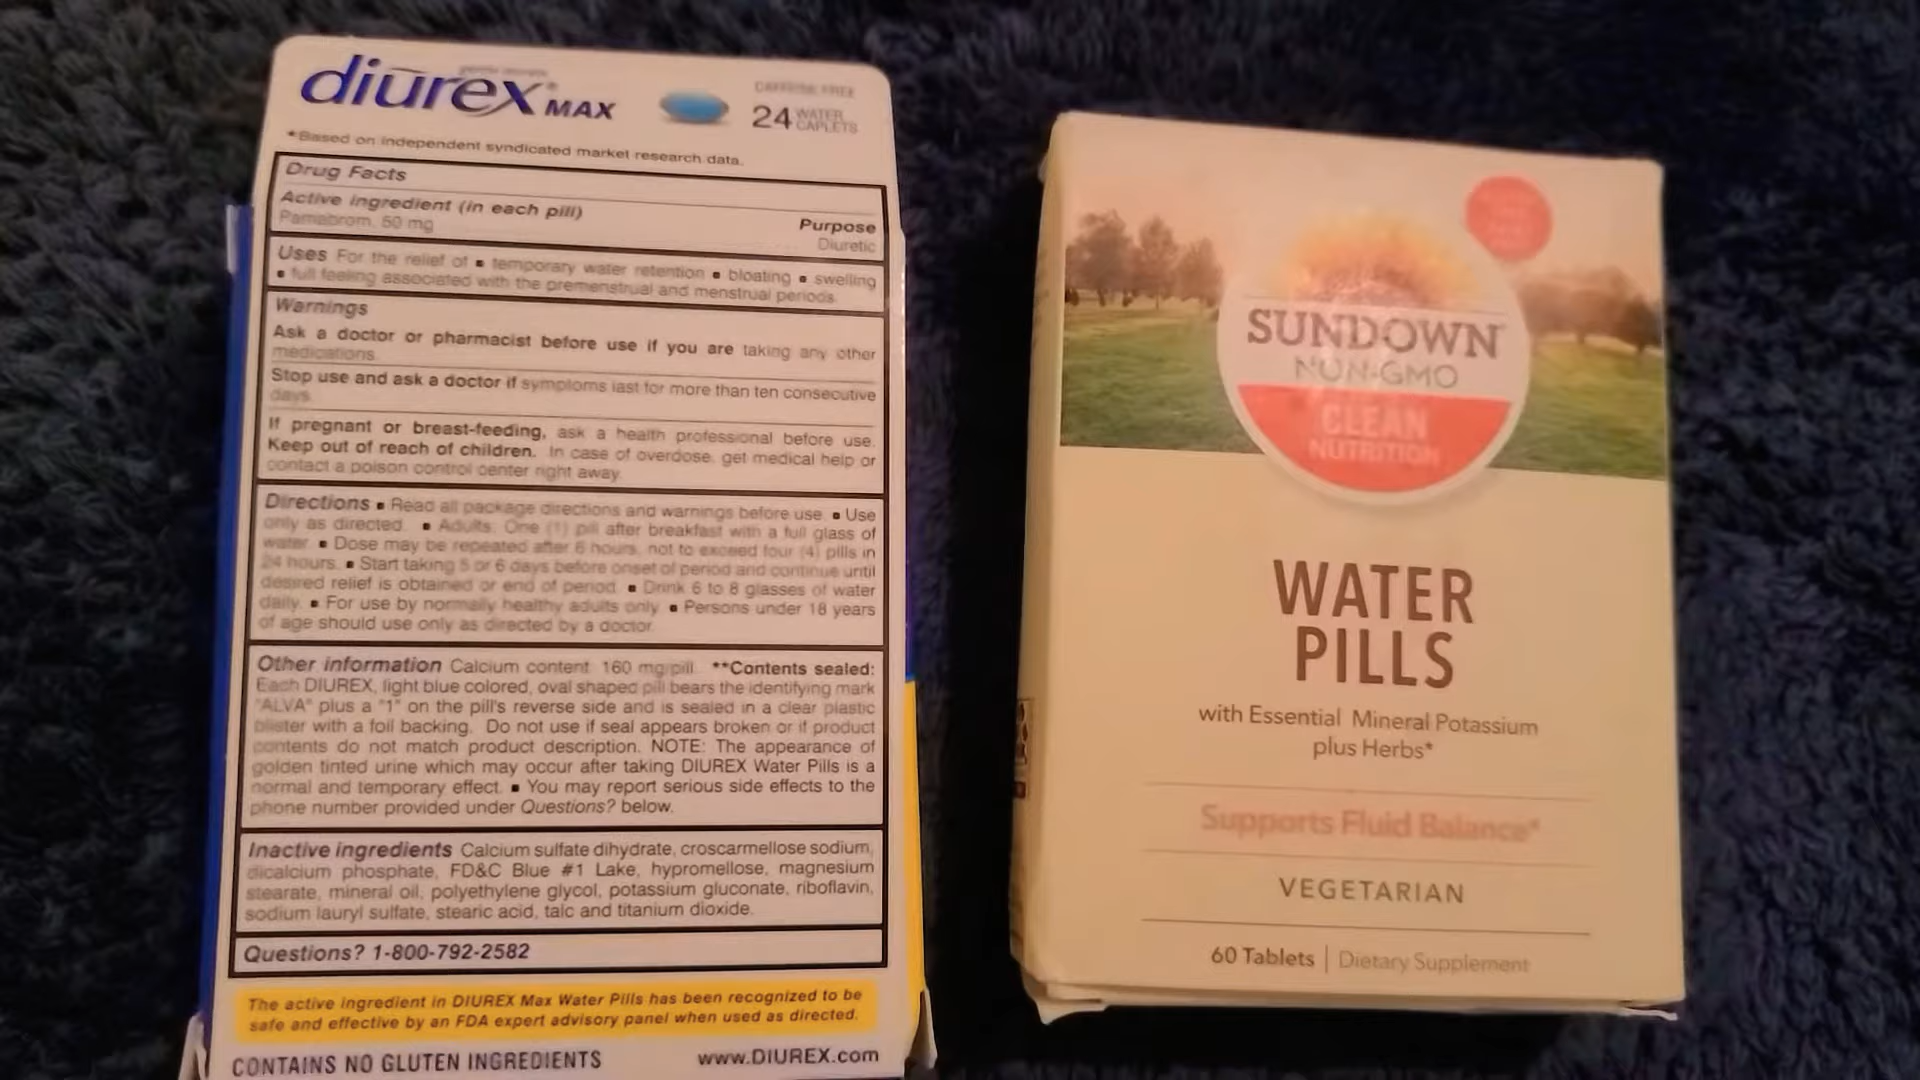 diurex® MAX
CAFFEINE FREE
24 WATER CAPLETS
*Based on independent syndicated market research data.
Drug Facts
Active ingredient (in each pill)
Purpose
Pamabrom, 50 mg
Diuretic
Uses For the relief of ▪ temporary water retention ▪ bloating ▪ swelling
▪ full feeling associated with the premenstrual and menstrual periods.
Warnings
Ask a doctor or pharmacist before use if you are taking any other
medications.
Stop use and ask a doctor if symptoms last for more than ten consecutive
days.
If pregnant or breast-feeding, ask a health professional before use.
Keep out of reach of children. In case of overdose, get medical help or
contact a poison control center right away.
Directions ▪ Read all package directions and warnings before use. ▪ Use
only as directed. ▪ Adults: One (1) pill after breakfast with a full glass of
water. ▪ Dose may be repeated after 6 hours, not to exceed four (4) pills in
24 hours. ▪ Start taking 5 or 6 days before onset of period and continue until
desired relief is obtained or end of period. ▪ Drink 6 to 8 glasses of water
daily. ▪ For use by normally healthy adults only. ▪ Persons under 18 years
of age should use only as directed by a doctor.
Other information Calcium content: 160 mg/pill. **Contents sealed:
Each DIUREX, light blue colored, oval shaped pill bears the identifying mark
"ALVA" plus a "1" on the pill's reverse side and is sealed in a clear plastic
blister with a foil backing. Do not use if seal appears broken or if product
contents do not match product description. NOTE: The appearance of
golden tinted urine which may occur after taking DIUREX Water Pills is a
normal and temporary effect. ▪ You may report serious side effects to the
phone number provided under Questions? below.
Inactive ingredients Calcium sulfate dihydrate, croscarmellose sodium,
dicalcium phosphate, FD&C Blue #1 Lake, hypromellose, magnesium
stearate, mineral oil, polyethylene glycol, potassium gluconate, riboflavin,
sodium lauryl sulfate, stearic acid, talc and titanium dioxide.
Questions? 1-800-792-2582
The active ingredient in DIUREX Max Water Pills has been recognized to be
safe and effective by an FDA expert advisory panel when used as directed.
CONTAINS NO GLUTEN INGREDIENTS
www.DIUREX.com
SUNDOWN
NON-GMO
CLEAN
NUTRITION
WATER
PILLS
with Essential Mineral Potassium
plus Herbs*
Supports Fluid Balance*
VEGETARIAN
60 Tablets | Dietary Supplement